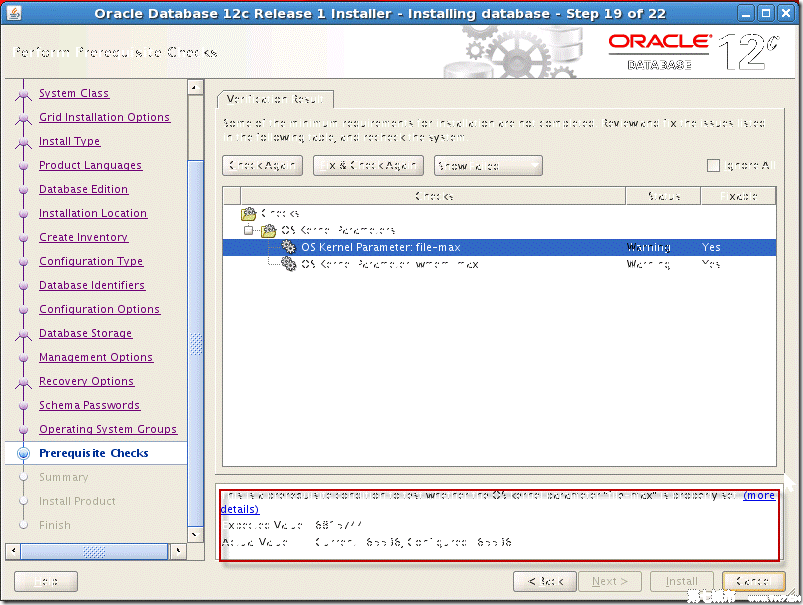 Oracle Database 12c Release 1 Installer - Installing database - Step 19 of 22
Perform Prerequisite Checks
ORACLE
DATABASE
12c
System Class
Grid Installation Options
Install Type
Product Languages
Database Edition
Installation Location
Create Inventory
Configuration Type
Database Identifiers
Configuration Options
Database Storage
Management Options
Recovery Options
Schema Passwords
Operating System Groups
Prerequisite Checks
Summary
Install Product
Finish
Verification Result
Some of the minimum requirements for installation are not completed. Review and fix the issues listed
in the following table, and recheck the system.
Check Again
Fix & Check Again
Show Failed
Ignore All
Checks
Status
Fixable
Checks
OS Kernel Parameters
OS Kernel Parameter: file-max
Warning
Yes
OS Kernel Parameter: wmem_max
Warning
Yes
This is a prerequisite condition to test whether the OS kernel parameter "file-max" is properly set. (more
details)
Expected Value : 6815744
Actual Value : Current=65536; Configured=65536
Help
< Back
Next >
Install
Cancel